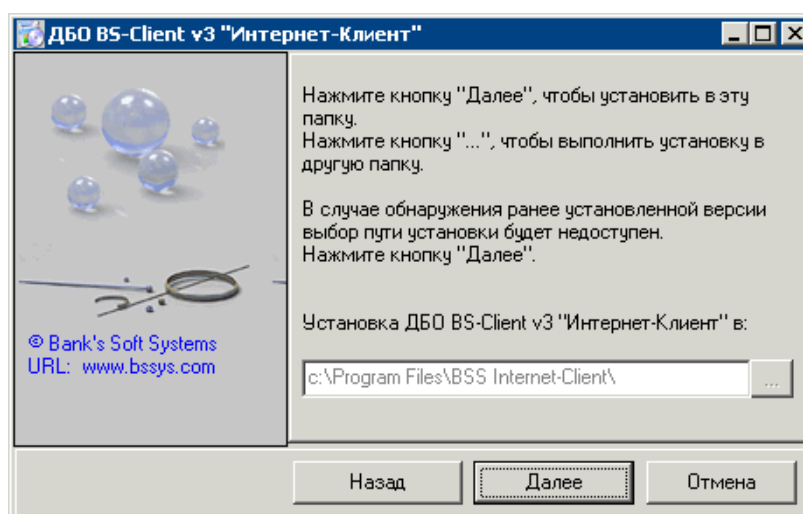 ДБО BS-Client v3 "Интернет-Клиент"
Нажмите кнопку "Далее", чтобы установить в эту
папку.
Нажмите кнопку "...", чтобы выполнить установку в
другую папку.
В случае обнаружения ранее установленной версии
выбор пути установки будет недоступен.
Нажмите кнопку "Далее".
Установка ДБО BS-Client v3 "Интернет-Клиент" в:
© Bank's Soft Systems
URL: www.bssys.com
c:\Program Files\BSS Internet-Client\
...
Назад
Далее
Отмена